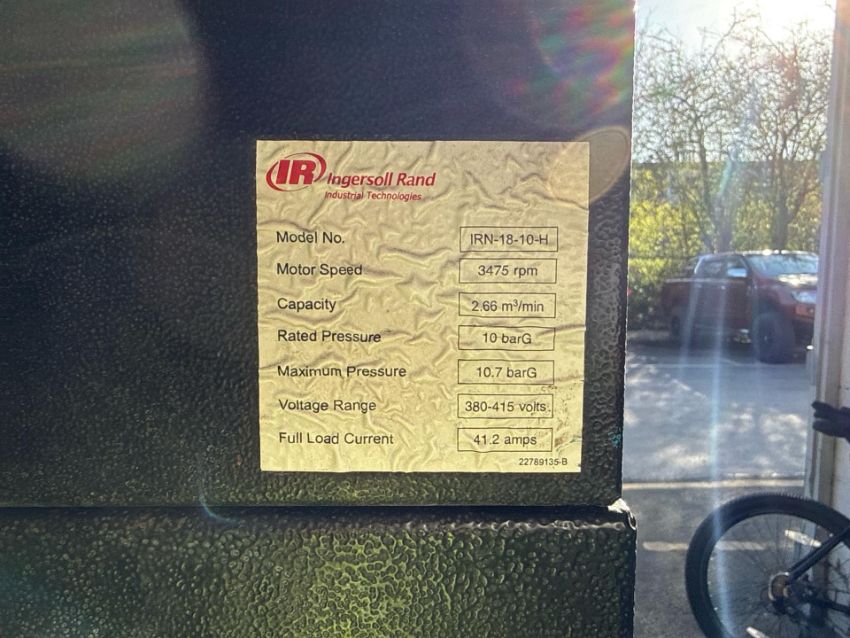 IR Ingersoll Rand
Industrial Technologies
Model No. IRN-18-10-H
Motor Speed 3475 rpm
Capacity 2.66 m³/min
Rated Pressure 10 barG
Maximum Pressure 10.7 barG
Voltage Range 380-415 volts
Full Load Current 41.2 amps
22789135-B